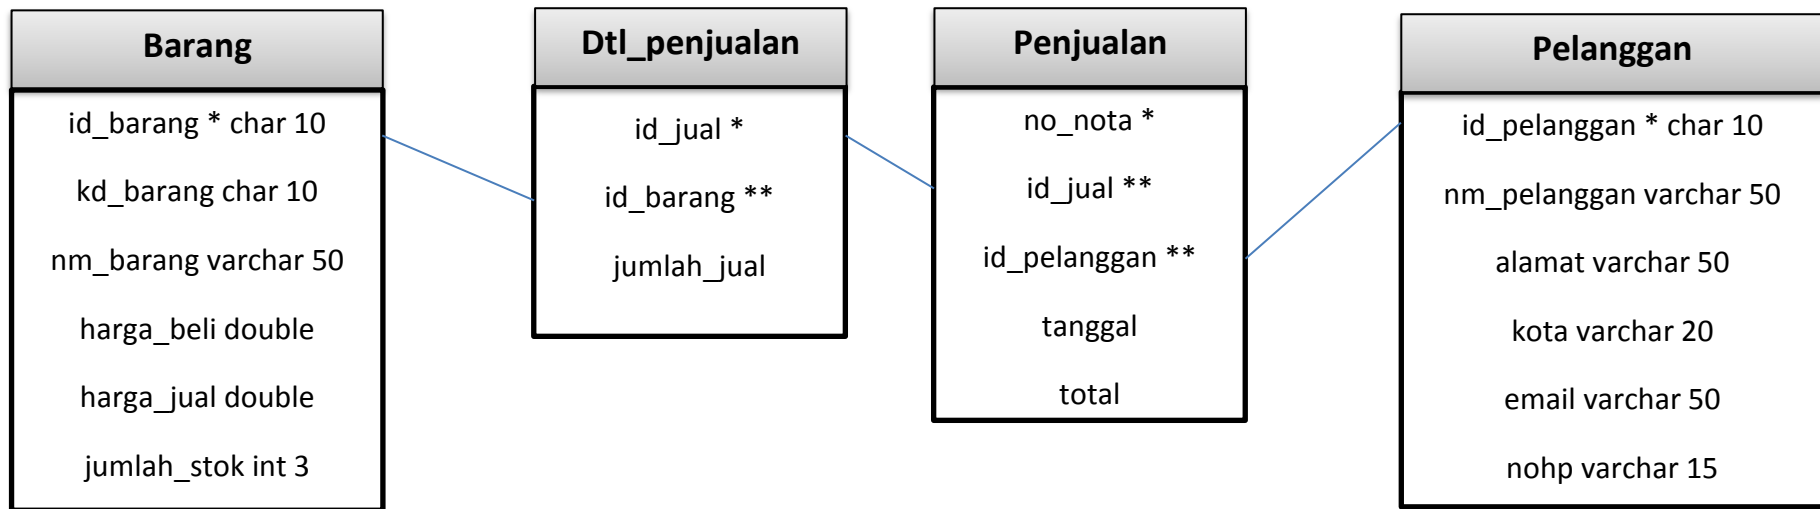 Barang
id_barang * char 10
kd_barang char 10
nm_barang varchar 50
harga_beli double
harga_jual double
jumlah_stok int 3
Dtl_penjualan
id_jual *
id_barang **
jumlah_jual
Penjualan
no_nota *
id_jual **
id_pelanggan **
tanggal
total
Pelanggan
id_pelanggan * char 10
nm_pelanggan varchar 50
alamat varchar 50
kota varchar 20
email varchar 50
nohp varchar 15